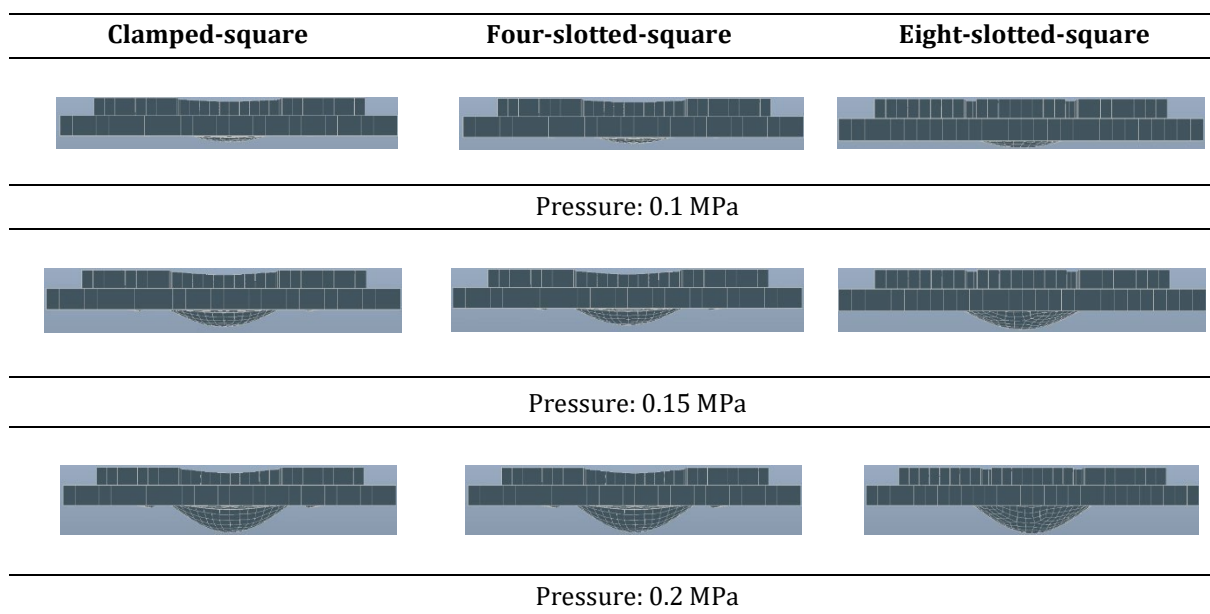 Clamped-square Four-slotted-square Eight-slotted-square
Pressure: 0.1 MPa
Pressure: 0.15 MPa
Pressure: 0.2 MPa